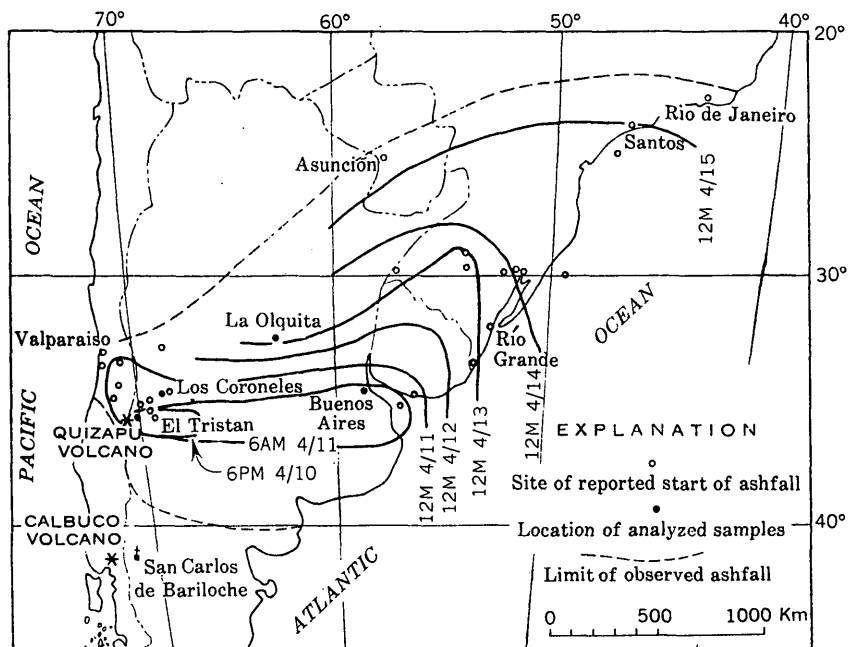 70°
60°
50°
40°
20°
Rio de Janeiro
Santos
Asunción
12M 4/15
OCEAN
30°
La Olquita
OCEAN
Valparaiso
Río
Grande
Los Coroneles
Buenos
Aires
El Tristan
QUIZAPU
VOLCANO
6AM 4/11
6PM 4/10
12M 4/11
12M 4/12
12M 4/13
12M 4/14
PACIFIC
EXPLANATION
Site of reported start of ashfall
Location of analyzed samples
40°
Limit of observed ashfall
CALBUCO
VOLCANO
San Carlos
de Bariloche
ATLANTIC
0 500 1000 Km